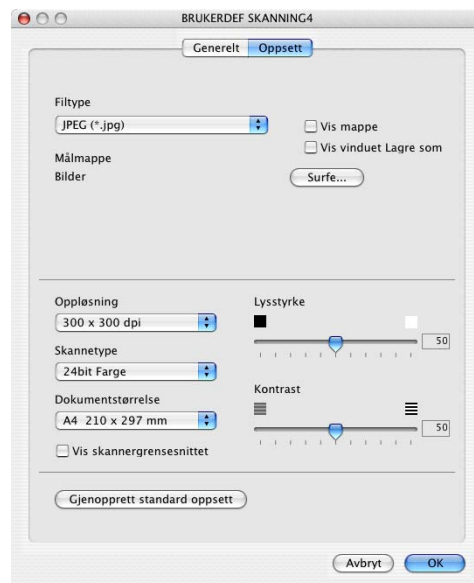 BRUKERDEF SKANNING4
Generelt Oppsett
Filtype
JPEG (*.jpg)
Vis mappe
Vis vinduet Lagre som
Målmappe
Bilder
Surfe...
Oppløsning
300 x 300 dpi
Skannetype
24bit Farge
Dokumentstørrelse
A4 210 x 297 mm
Vis skannergrensesnittet
Lysstyrke
50
Kontrast
50
Gjenopprett standard oppsett
Avbryt OK